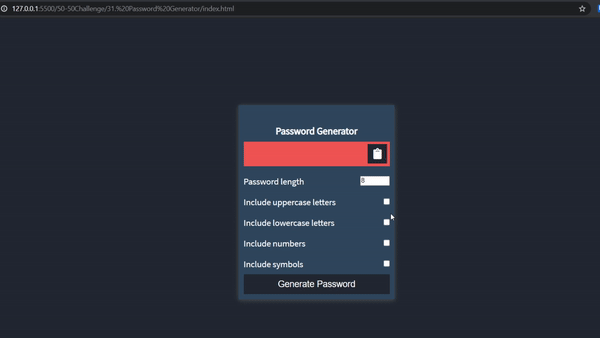 127.0.0.1:5500/50-50Challenge/31.%20Password%20Generator/index.html
Password Generator
Password length 8
Include uppercase letters
Include lowercase letters
Include numbers
Include symbols
Generate Password